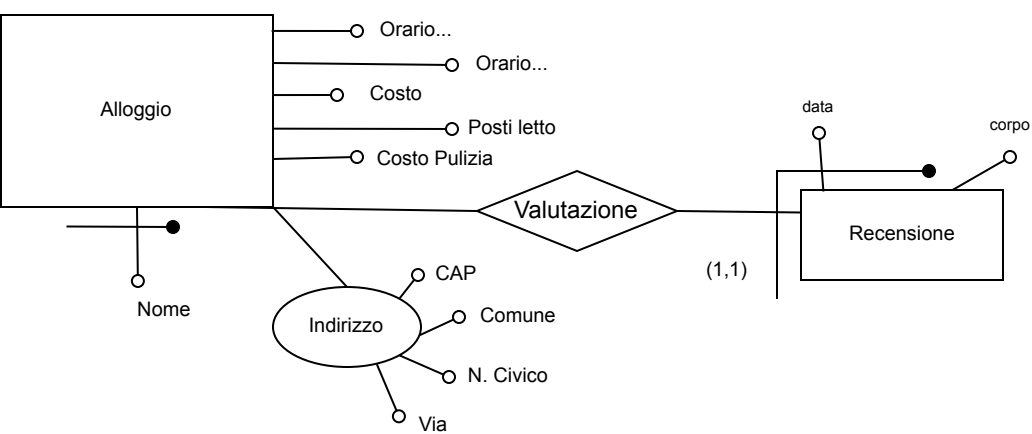 Orario...
Orario...
Alloggio
Costo
Posti letto
Costo Pulizia
data
corpo
Valutazione
Recensione
(1,1)
Nome
CAP
Indirizzo
Comune
N. Civico
Via